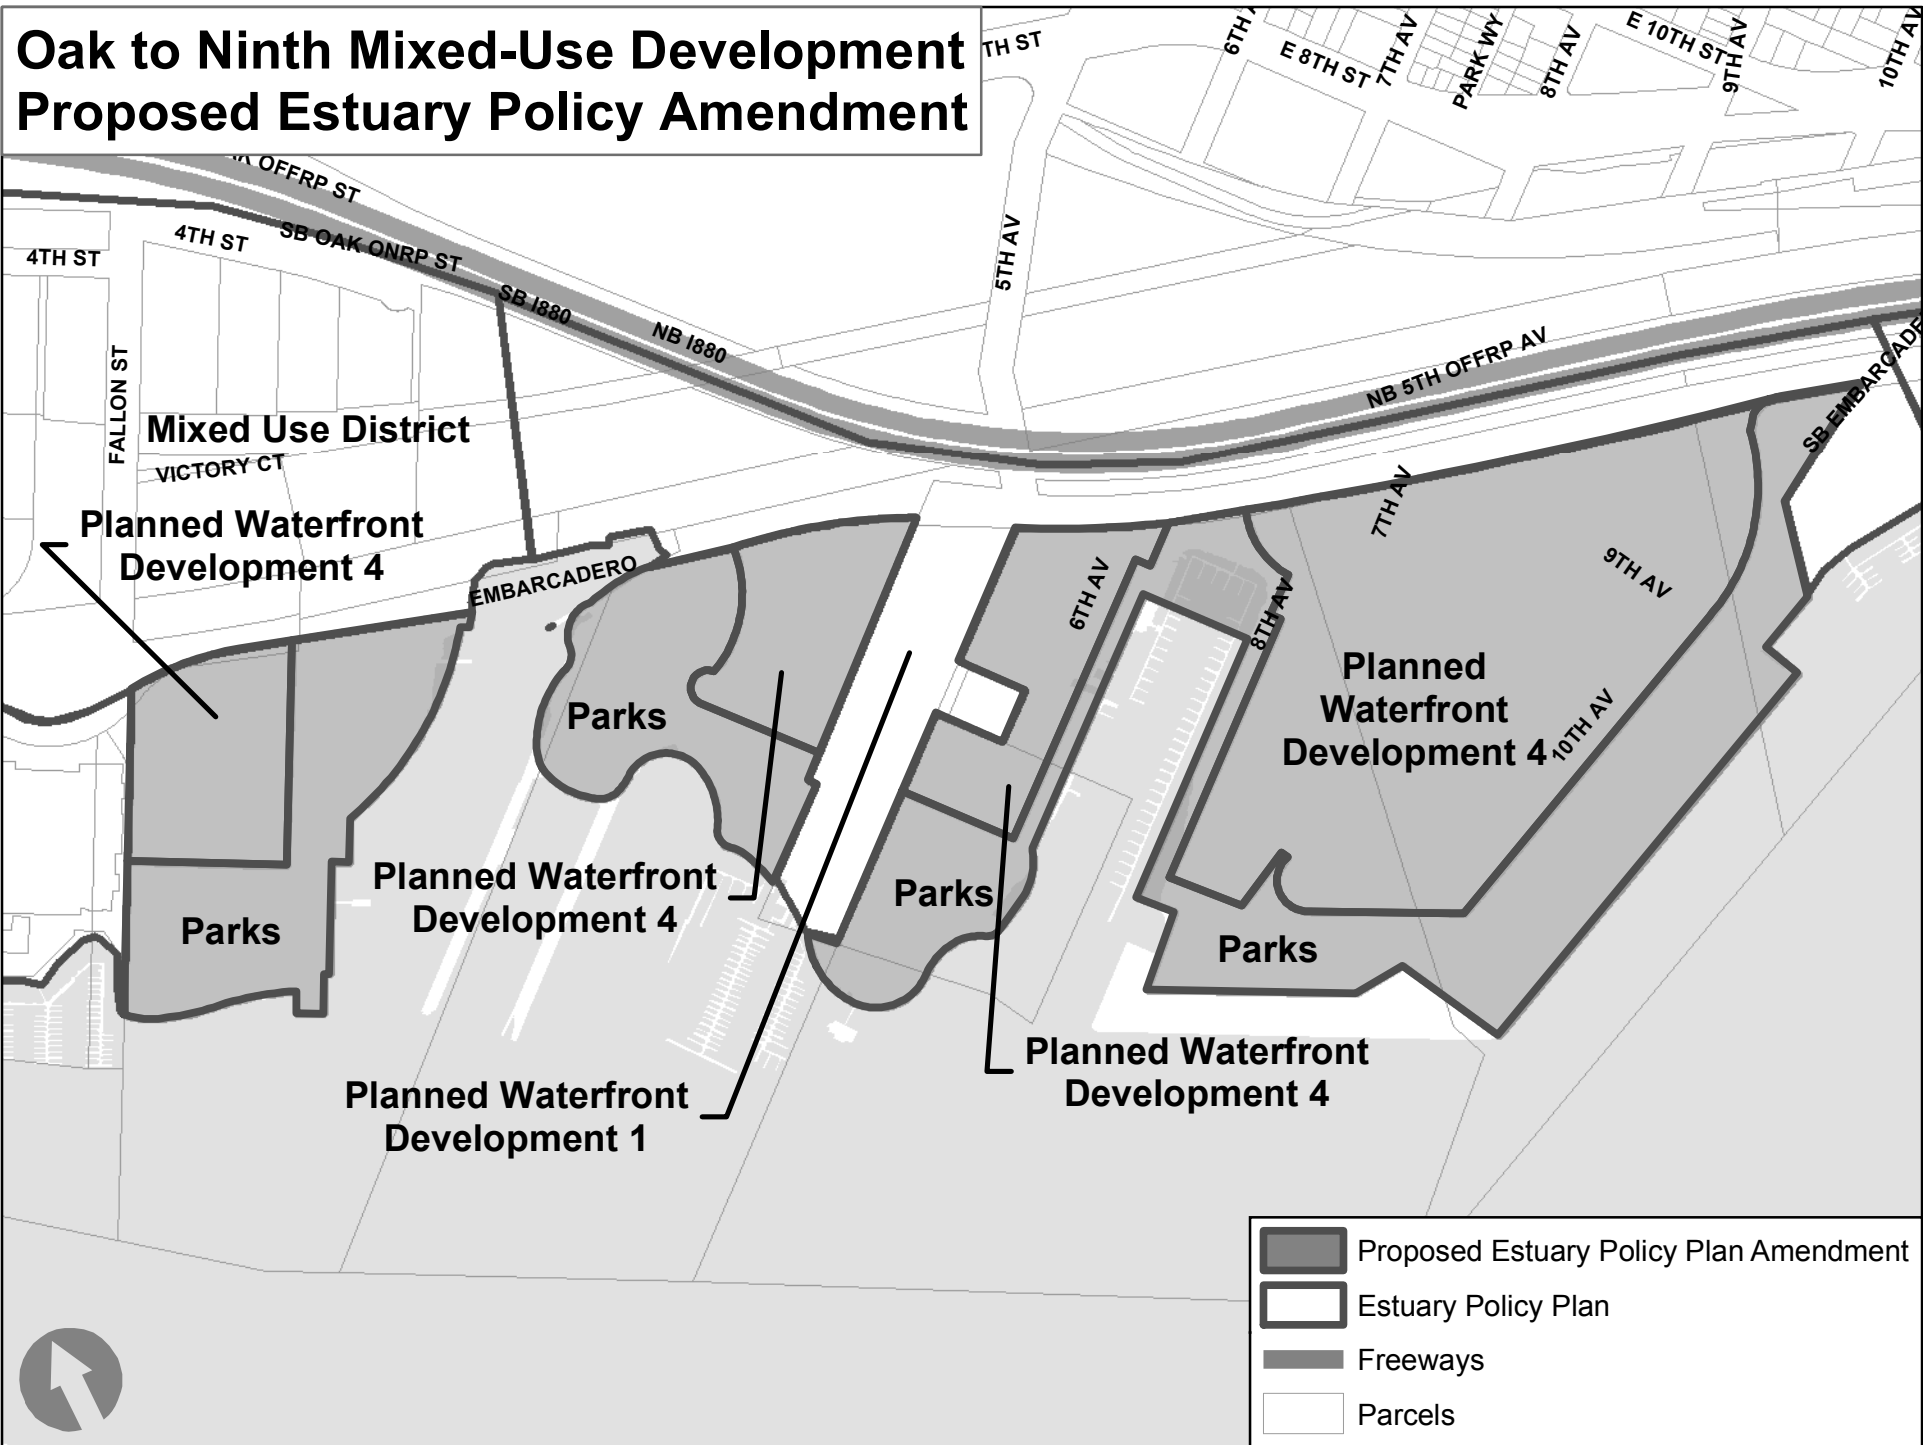 Oak to Ninth Mixed-Use Development
Proposed Estuary Policy Amendment
TH ST
6TH
E 8TH ST
7TH AV
PARK WY
8TH AV
E 10TH ST
9TH AV
10TH AV
OFFRP ST
4TH ST
4TH ST
SB OAK ONRP ST
5TH AV
SB I880
NB I880
NB 5TH OFFRP AV
SB EMBARCADE
FALLON ST
Mixed Use District
VICTORY CT
Planned Waterfront
Development 4
EMBARCADERO
7TH AV
6TH AV
8TH AV
9TH AV
10TH AV
Parks
Planned
Waterfront
Development 4
Planned Waterfront
Development 4
Parks
Parks
Parks
Planned Waterfront
Development 4
Planned Waterfront
Development 1
Proposed Estuary Policy Plan Amendment
Estuary Policy Plan
Freeways
Parcels